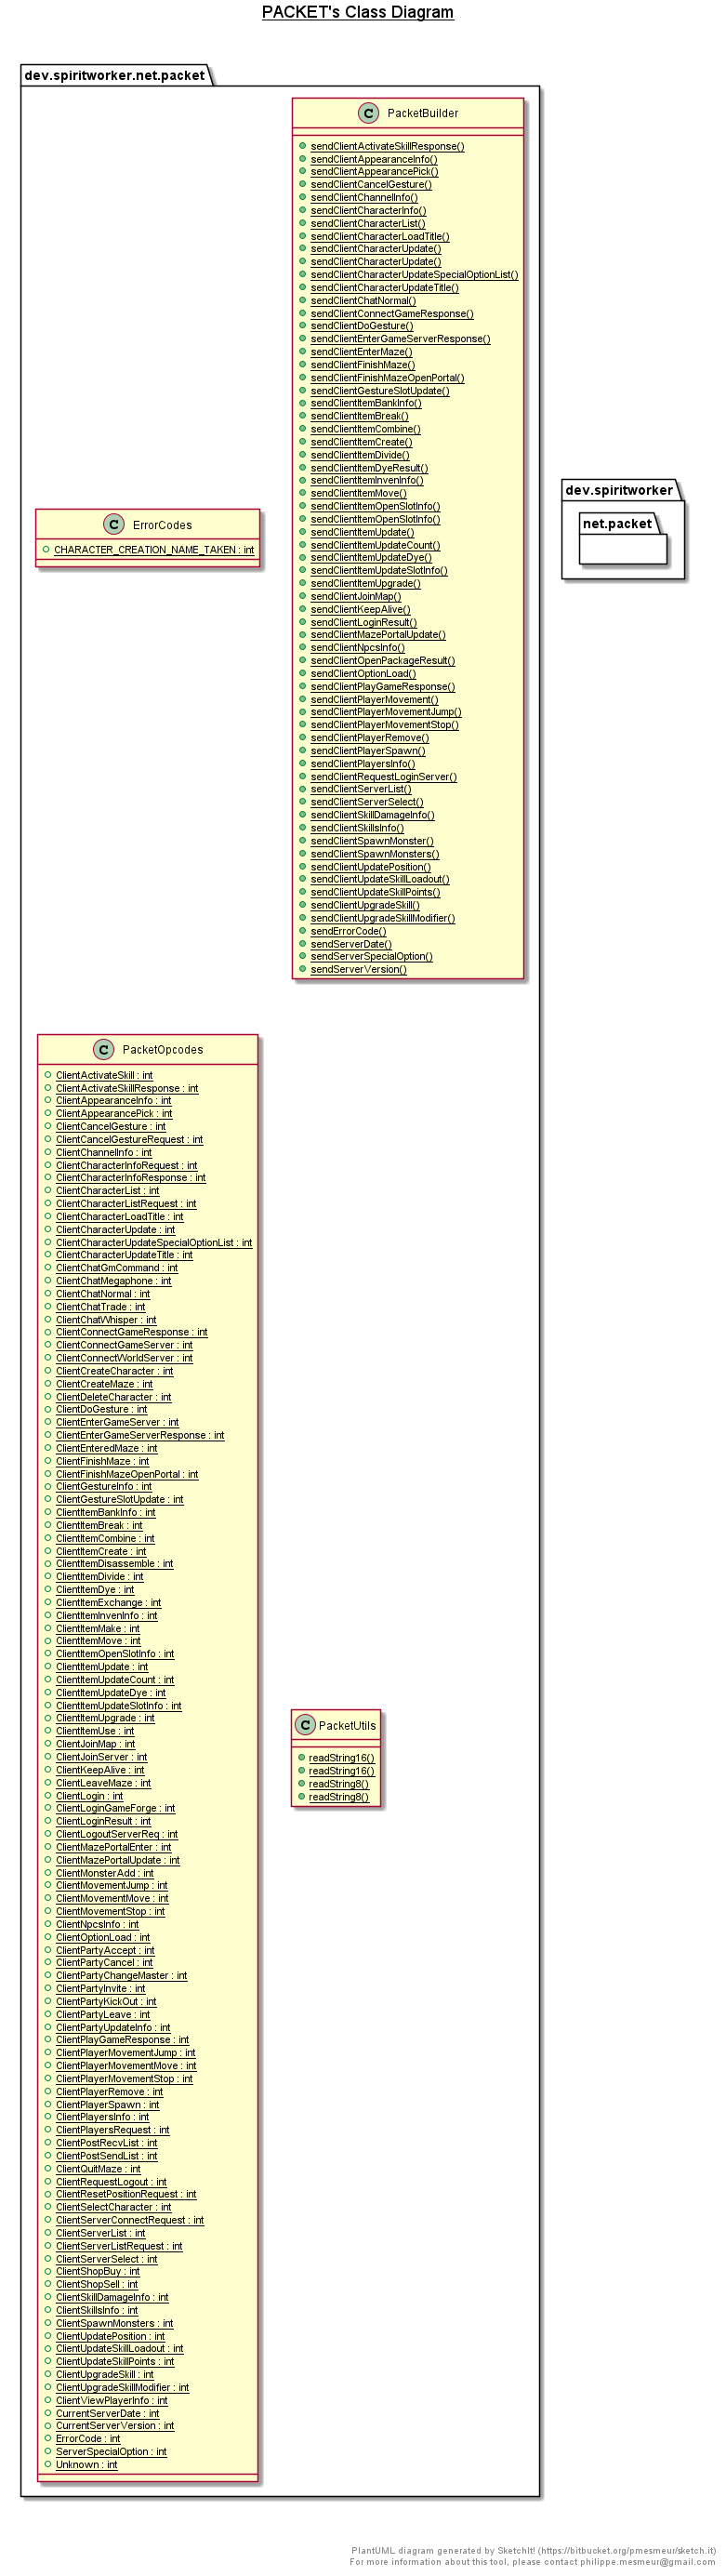 PACKET's Class Diagram
dev.spiritworker.net.packet
C PacketBuilder
sendClientActivateSkillResponse()
sendClientAppearanceInfo()
sendClientAppearancePick()
sendClientCancelGesture()
sendClientChannelInfo()
sendClientCharacterInfo()
sendClientCharacterList()
sendClientCharacterLoadTitle()
sendClientCharacterUpdate()
sendClientCharacterUpdate()
sendClientCharacterUpdateSpecialOptionList()
sendClientCharacterUpdateTitle()
sendClientChatNormal()
sendClientConnectGameResponse()
sendClientDoGesture()
sendClientEnterGameServerResponse()
sendClientEnterMaze()
sendClientFinishMaze()
sendClientFinishMazeOpenPortal()
sendClientGestureSlotUpdate()
sendClientItemBankInfo()
sendClientItemBreak()
sendClientItemCombine()
sendClientItemCreate()
sendClientItemDivide()
sendClientItemDyeResult()
sendClientItemInvenInfo()
sendClientItemMove()
sendClientItemOpenSlotInfo()
sendClientItemOpenSlotInfo()
sendClientItemUpdate()
sendClientItemUpdateCount()
sendClientItemUpdateDye()
sendClientItemUpdateSlotInfo()
sendClientItemUpgrade()
sendClientJoinMap()
sendClientKeepAlive()
sendClientLoginResult()
sendClientMazePortalUpdate()
sendClientNpcsInfo()
sendClientOpenPackageResult()
sendClientOptionLoad()
sendClientPlayGameResponse()
sendClientPlayerMovement()
sendClientPlayerMovementJump()
sendClientPlayerMovementStop()
sendClientPlayerRemove()
sendClientPlayerSpawn()
sendClientPlayersInfo()
sendClientRequestLoginServer()
sendClientServerList()
sendClientServerSelect()
sendClientSkillDamageInfo()
sendClientSkillsInfo()
sendClientSpawnMonster()
sendClientSpawnMonsters()
sendClientUpdatePosition()
sendClientUpdateSkillLoadout()
sendClientUpdateSkillPoints()
sendClientUpgradeSkill()
sendClientUpgradeSkillModifier()
sendErrorCode()
sendServerDate()
sendServerSpecialOption()
sendServerVersion()
C ErrorCodes
CHARACTER_CREATION_NAME_TAKEN : int
dev.spiritworker
net.packet
C PacketOpcodes
ClientActivateSkill : int
ClientActivateSkillResponse : int
ClientAppearanceInfo : int
ClientAppearancePick : int
ClientCancelGesture : int
ClientCancelGestureRequest : int
ClientChannelInfo : int
ClientCharacterInfoRequest : int
ClientCharacterInfoResponse : int
ClientCharacterList : int
ClientCharacterListRequest : int
ClientCharacterLoadTitle : int
ClientCharacterUpdate : int
ClientCharacterUpdateSpecialOptionList : int
ClientCharacterUpdateTitle : int
ClientChatGmCommand : int
ClientChatMegaphone : int
ClientChatNormal : int
ClientChatTrade : int
ClientChatWhisper : int
ClientConnectGameResponse : int
ClientConnectGameServer : int
ClientConnectWorldServer : int
ClientCreateCharacter : int
ClientCreateMaze : int
ClientDeleteCharacter : int
ClientDoGesture : int
ClientEnterGameServer : int
ClientEnterGameServerResponse : int
ClientEnteredMaze : int
ClientFinishMaze : int
ClientFinishMazeOpenPortal : int
ClientGestureInfo : int
ClientGestureSlotUpdate : int
ClientItemBankInfo : int
ClientItemBreak : int
ClientItemCombine : int
ClientItemCreate : int
ClientItemDisassemble : int
ClientItemDivide : int
ClientItemDye : int
ClientItemExchange : int
ClientItemInvenInfo : int
ClientItemMake : int
ClientItemMove : int
ClientItemOpenSlotInfo : int
ClientItemUpdate : int
ClientItemUpdateCount : int
ClientItemUpdateDye : int
ClientItemUpdateSlotInfo : int
ClientItemUpgrade : int
ClientItemUse : int
ClientJoinMap : int
ClientJoinServer : int
ClientKeepAlive : int
ClientLeaveMaze : int
ClientLogin : int
ClientLoginGameForge : int
ClientLoginResult : int
ClientLogoutServerReq : int
ClientMazePortalEnter : int
ClientMazePortalUpdate : int
ClientMonsterAdd : int
ClientMovementJump : int
ClientMovementMove : int
ClientMovementStop : int
ClientNpcsInfo : int
ClientOptionLoad : int
ClientPartyAccept : int
ClientPartyCancel : int
ClientPartyChangeMaster : int
ClientPartyInvite : int
ClientPartyKickOut : int
ClientPartyLeave : int
ClientPartyUpdateInfo : int
ClientPlayGameResponse : int
ClientPlayerMovementJump : int
ClientPlayerMovementMove : int
ClientPlayerMovementStop : int
ClientPlayerRemove : int
ClientPlayerSpawn : int
ClientPlayersInfo : int
ClientPlayersRequest : int
ClientPostRecvList : int
ClientPostSendList : int
ClientQuitMaze : int
ClientRequestLogout : int
ClientResetPositionRequest : int
ClientSelectCharacter : int
ClientServerConnectRequest : int
ClientServerList : int
ClientServerListRequest : int
ClientServerSelect : int
ClientShopBuy : int
ClientShopSell : int
ClientSkillDamageInfo : int
ClientSkillsInfo : int
ClientSpawnMonsters : int
ClientUpdatePosition : int
ClientUpdateSkillLoadout : int
ClientUpdateSkillPoints : int
ClientUpgradeSkill : int
ClientUpgradeSkillModifier : int
ClientViewPlayerInfo : int
CurrentServerDate : int
CurrentServerVersion : int
ErrorCode : int
ServerSpecialOption : int
Unknown : int
C PacketUtils
readString16()
readString16()
readString8()
readString8()
PlantUML diagram generated by SketchIt! (https://bitbucket.org/pmesmeur/sketch.it)
For more information about this tool, please contact philippe.mesmeur@gmail.com